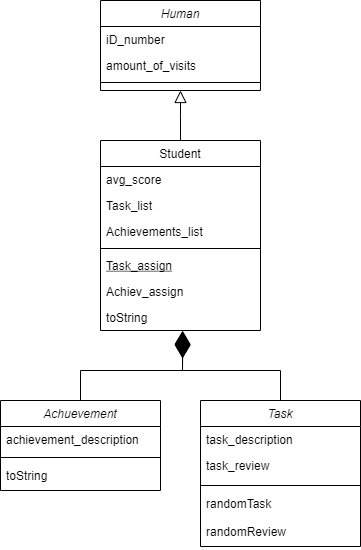 Human
iD_number
amount_of_visits
Student
avg_score
Task_list
Achievements_list
Task_assign
Achiev_assign
toString
Achuevement
achievement_description
toString
Task
task_description
task_review
randomTask
randomReview